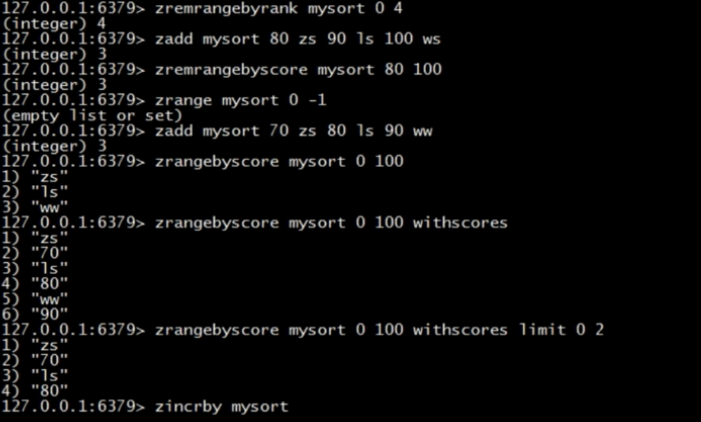 127.0.0.1:6379> zremrangebyrank mysort 0 4
(integer) 4
127.0.0.1:6379> zadd mysort 80 zs 90 ls 100 ws
(integer) 3
127.0.0.1:6379> zremrangebyscore mysort 80 100
(integer) 3
127.0.0.1:6379> zrange mysort 0 -1
(empty list or set)
127.0.0.1:6379> zadd mysort 70 zs 80 ls 90 ww
(integer) 3
127.0.0.1:6379> zrangebyscore mysort 0 100
1) "zs"
2) "ls"
3) "ww"
127.0.0.1:6379> zrangebyscore mysort 0 100 withscores
1) "zs"
2) "70"
3) "ls"
4) "80"
5) "ww"
6) "90"
127.0.0.1:6379> zrangebyscore mysort 0 100 withscores limit 0 2
1) "zs"
2) "70"
3) "ls"
4) "80"
127.0.0.1:6379> zincrby mysort